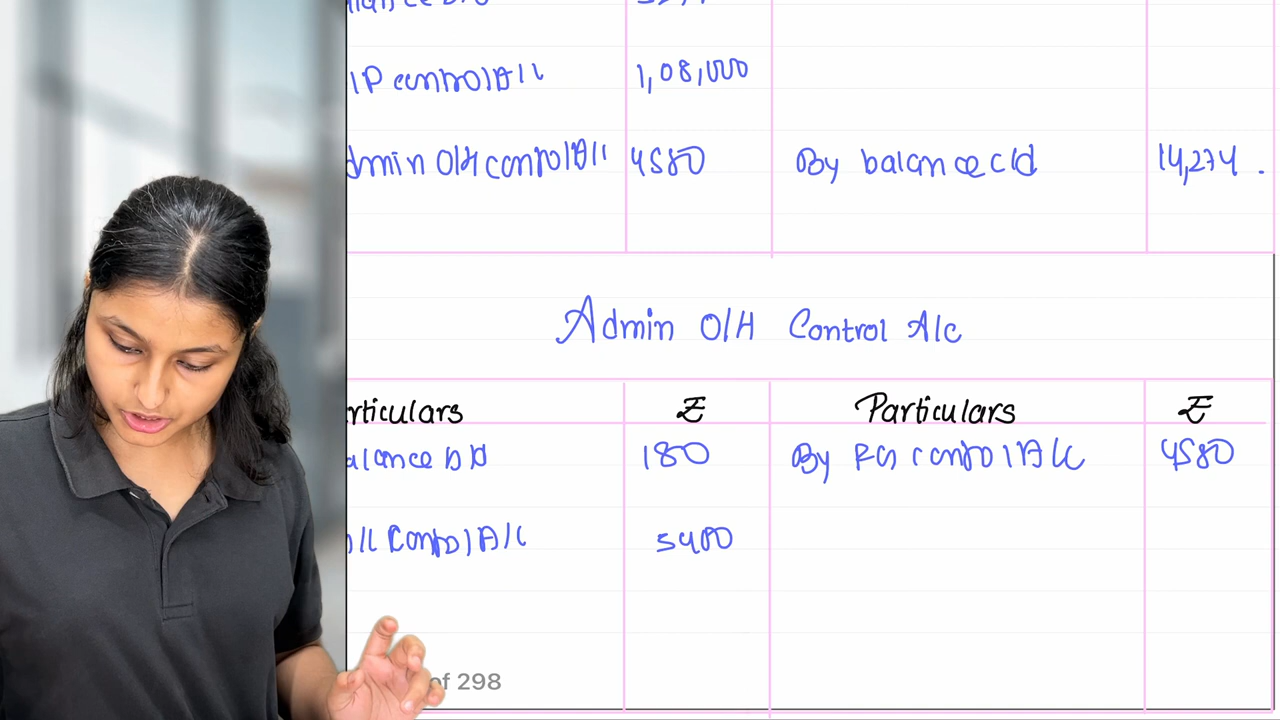 IP control A/c 1,08,000
dmin O/H control A/c 4580 By balance c/d 14,274.
Admin O/H Control A/c
rticulars ₹ Particulars ₹
alance b/d 180 By FG control A/c 4580
Control A/c 5400
of 298